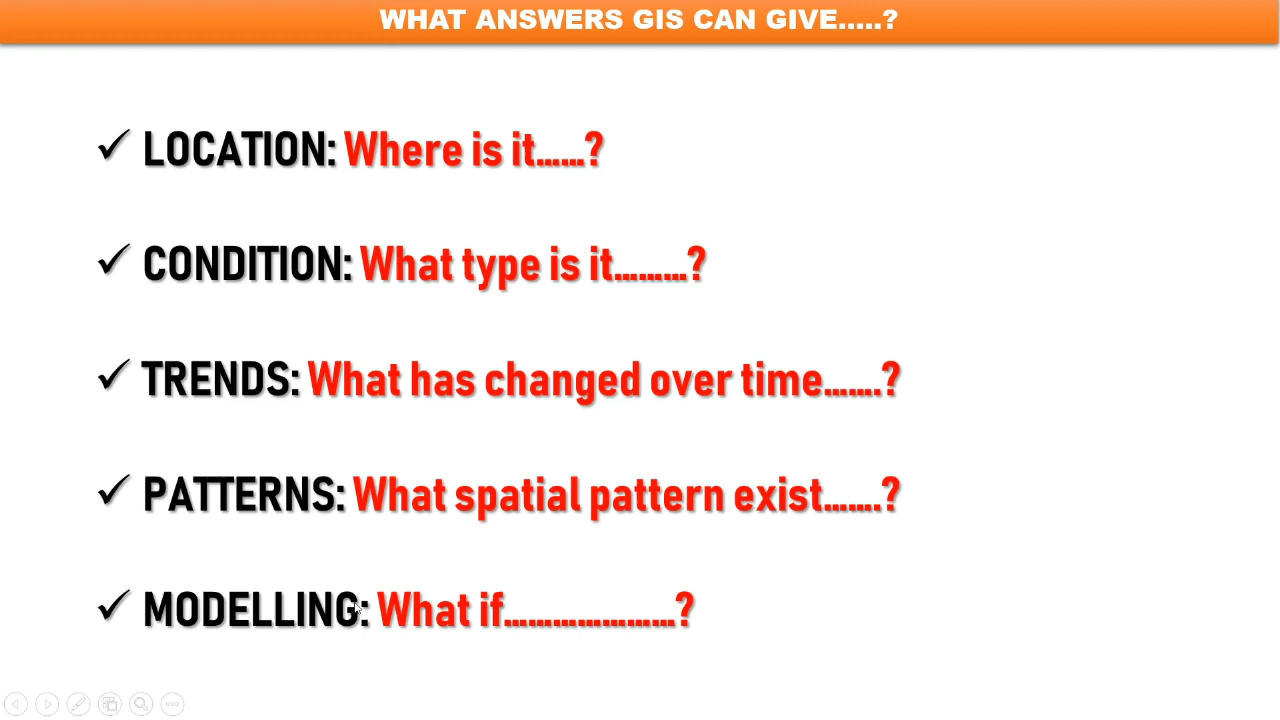 WHAT ANSWERS GIS CAN GIVE.....?
✓ LOCATION: Where is it......?
✓ CONDITION: What type is it.........?
✓ TRENDS: What has changed over time.......?
✓ PATTERNS: What spatial pattern exist.......?
✓ MODELLING: What if.....................?